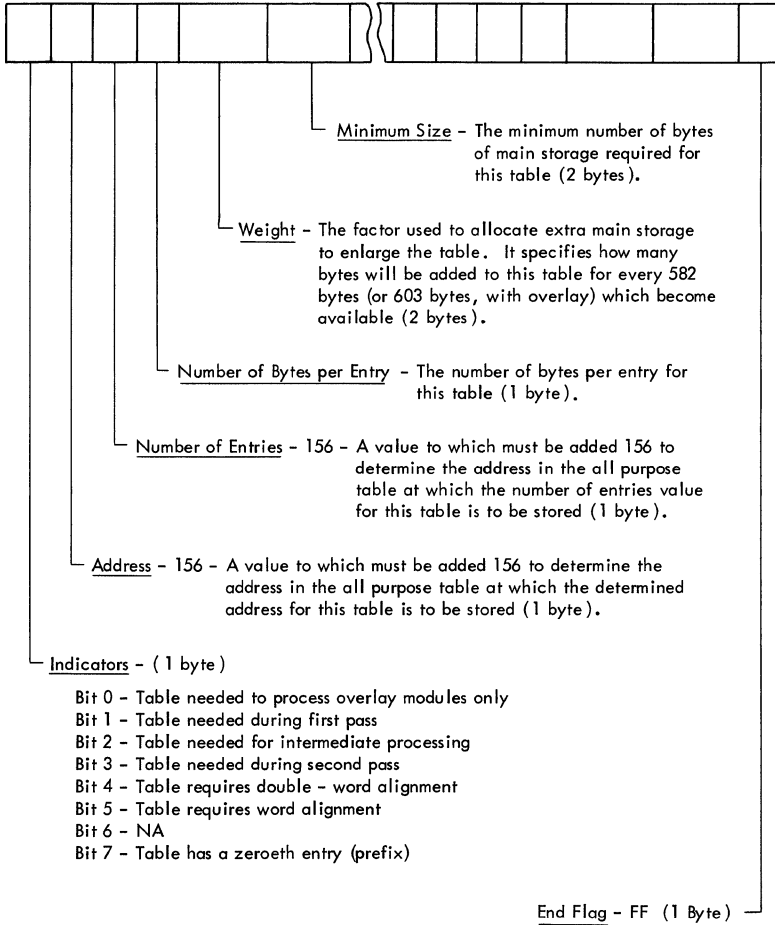 Minimum Size - The minimum number of bytes
of main storage required for
this table (2 bytes).
Weight - The factor used to allocate extra main storage
to enlarge the table. It specifies how many
bytes will be added to this table for every 582
bytes (or 603 bytes, with overlay) which become
available (2 bytes).
Number of Bytes per Entry - The number of bytes per entry for
this table (1 byte).
Number of Entries - 156 - A value to which must be added 156 to
determine the address in the all purpose
table at which the number of entries value
for this table is to be stored (1 byte).
Address - 156 - A value to which must be added 156 to determine the
address in the all purpose table at which the determined
address for this table is to be stored (1 byte).
Indicators - (1 byte)
Bit 0 - Table needed to process overlay modules only
Bit 1 - Table needed during first pass
Bit 2 - Table needed for intermediate processing
Bit 3 - Table needed during second pass
Bit 4 - Table requires double - word alignment
Bit 5 - Table requires word alignment
Bit 6 - NA
Bit 7 - Table has a zeroeth entry (prefix)
End Flag - FF (1 Byte)